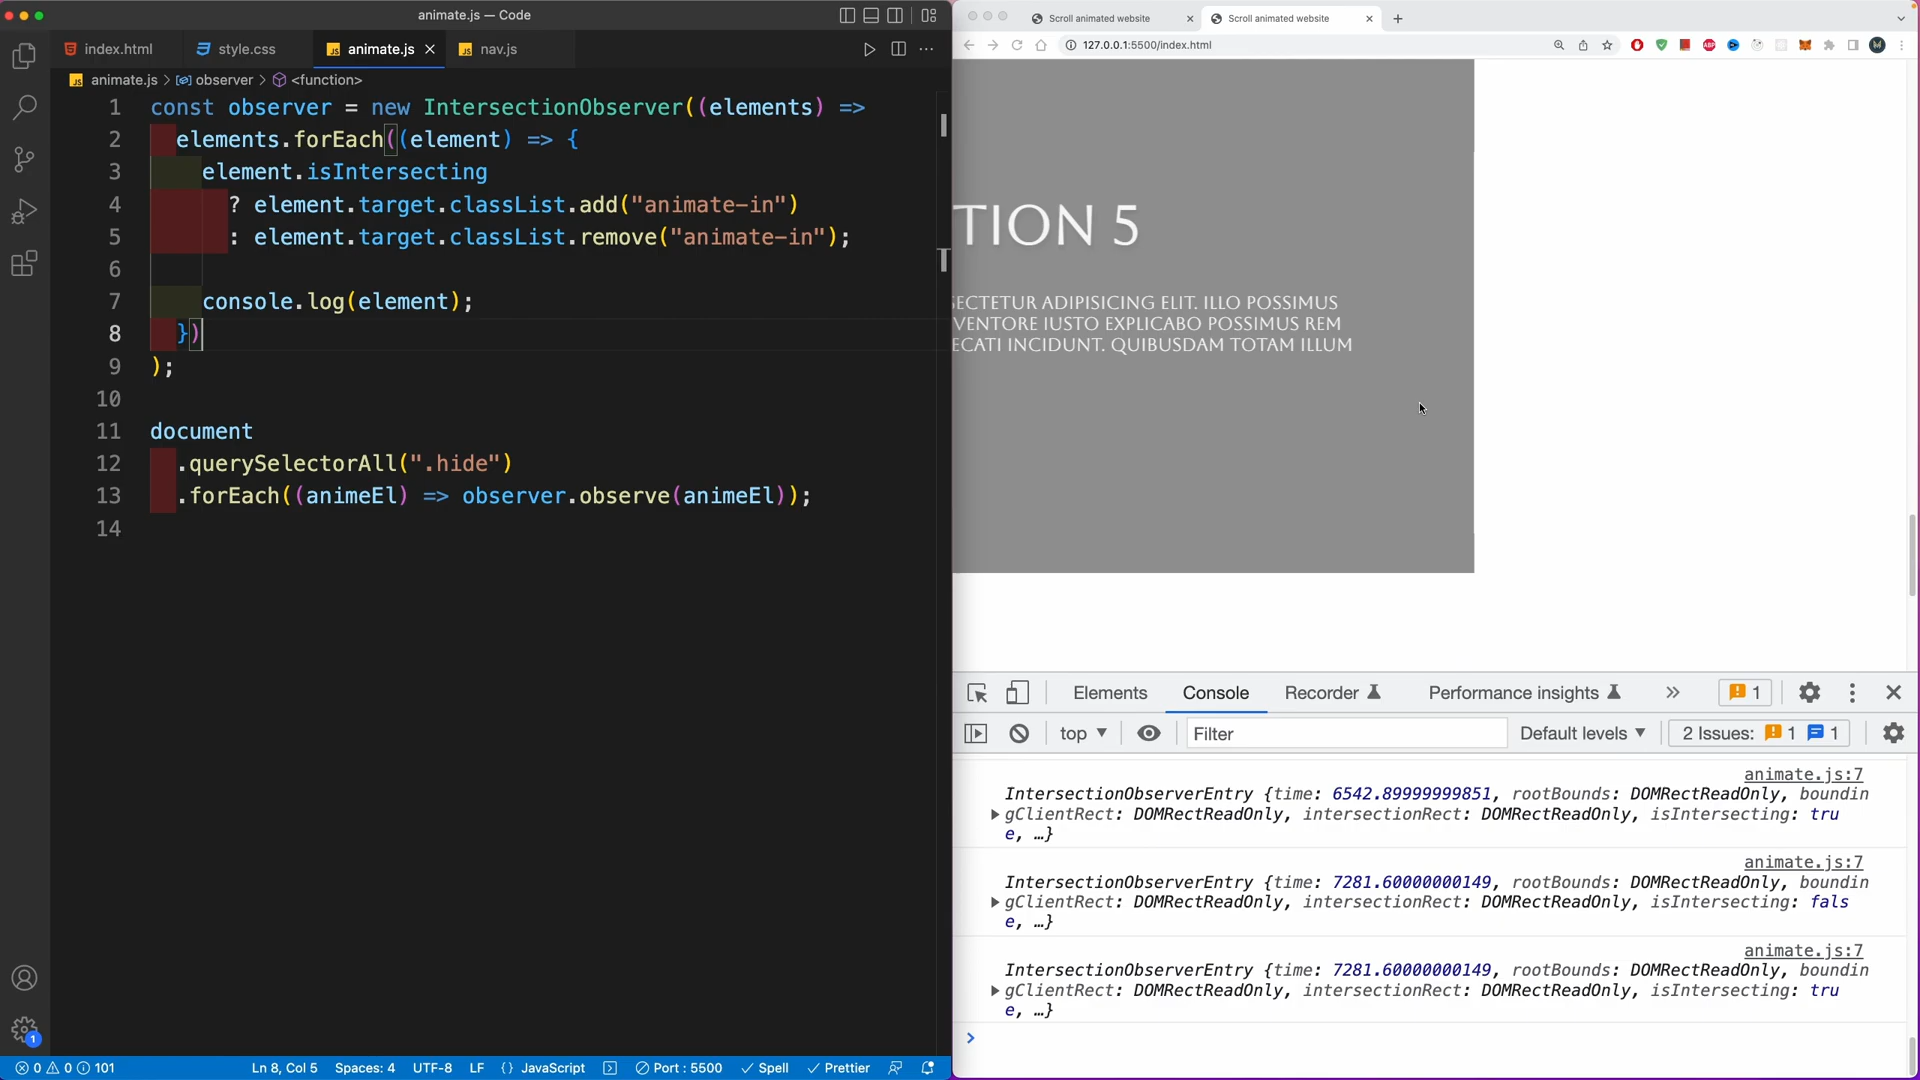 animate.js — Code
index.html
style.css
animate.js
nav.js
animate.js > observer > <function>
1 const observer = new IntersectionObserver((elements) =>
2 elements.forEach((element) => {
3 element.isIntersecting
4 ? element.target.classList.add("animate-in")
5 : element.target.classList.remove("animate-in");
6
7 console.log(element);
8 })
9 );
10
11 document
12 .querySelectorAll(".hide")
13 .forEach((animeEl) => observer.observe(animeEl));
14
1
0 0 101 Ln 8, Col 5 Spaces: 4 UTF-8 LF {} JavaScript Port : 5500 Spell Prettier
Scroll animated website
Scroll animated website
127.0.0.1:5500/index.html
ABP
TION 5
SECTETUR ADIPISICING ELIT. ILLO POSSIMUS
VENTORE IUSTO EXPLICABO POSSIMUS REM
ECATI INCIDUNT. QUIBUSDAM TOTAM ILLUM
Elements Console Recorder Performance insights » 1
top Filter Default levels 2 Issues: 1 1
animate.js:7
IntersectionObserverEntry {time: 6542.89999999851, rootBounds: DOMRectReadOnly, boundin
gClientRect: DOMRectReadOnly, intersectionRect: DOMRectReadOnly, isIntersecting: tru
e, …}
animate.js:7
IntersectionObserverEntry {time: 7281.60000000149, rootBounds: DOMRectReadOnly, boundin
gClientRect: DOMRectReadOnly, intersectionRect: DOMRectReadOnly, isIntersecting: fals
e, …}
animate.js:7
IntersectionObserverEntry {time: 7281.60000000149, rootBounds: DOMRectReadOnly, boundin
gClientRect: DOMRectReadOnly, intersectionRect: DOMRectReadOnly, isIntersecting: tru
e, …}
>